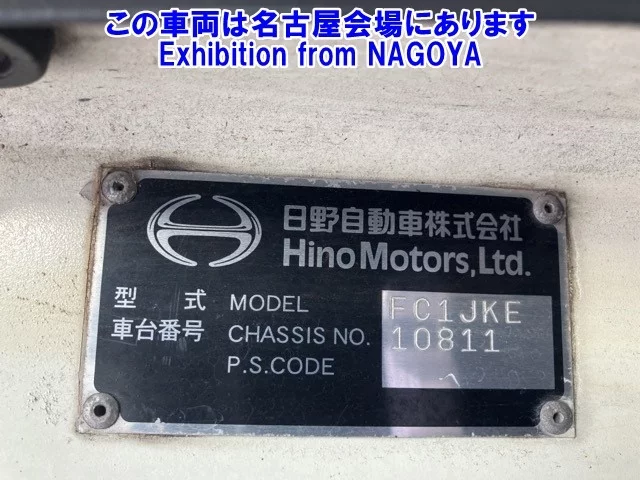 この車両は名古屋会場にあります
Exhibition from NAGOYA
日野自動車株式会社
Hino Motors, Ltd.
型 式 MODEL FC1JKE
車台番号 CHASSIS NO. 10811
P.S.CODE